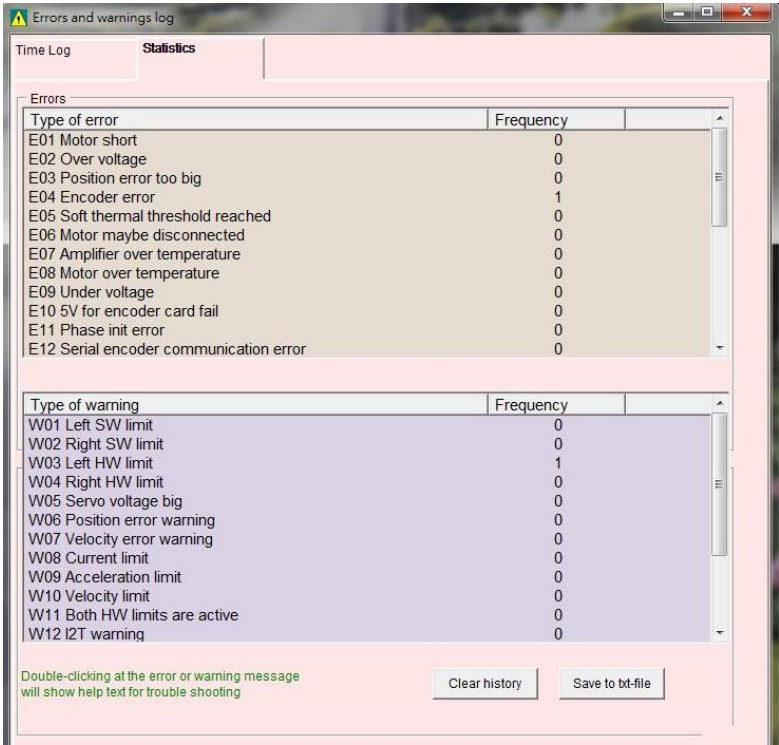 Errors and warnings log
Time Log Statistics
Errors
Type of error Frequency
E01 Motor short 0
E02 Over voltage 0
E03 Position error too big 0
E04 Encoder error 1
E05 Soft thermal threshold reached 0
E06 Motor maybe disconnected 0
E07 Amplifier over temperature 0
E08 Motor over temperature 0
E09 Under voltage 0
E10 5V for encoder card fail 0
E11 Phase init error 0
E12 Serial encoder communication error 0
Type of warning Frequency
W01 Left SW limit 0
W02 Right SW limit 0
W03 Left HW limit 1
W04 Right HW limit 0
W05 Servo voltage big 0
W06 Position error warning 0
W07 Velocity error warning 0
W08 Current limit 0
W09 Acceleration limit 0
W10 Velocity limit 0
W11 Both HW limits are active 0
W12 I2T warning 0
Double-clicking at the error or warning message
will show help text for trouble shooting
Clear history Save to txt-file